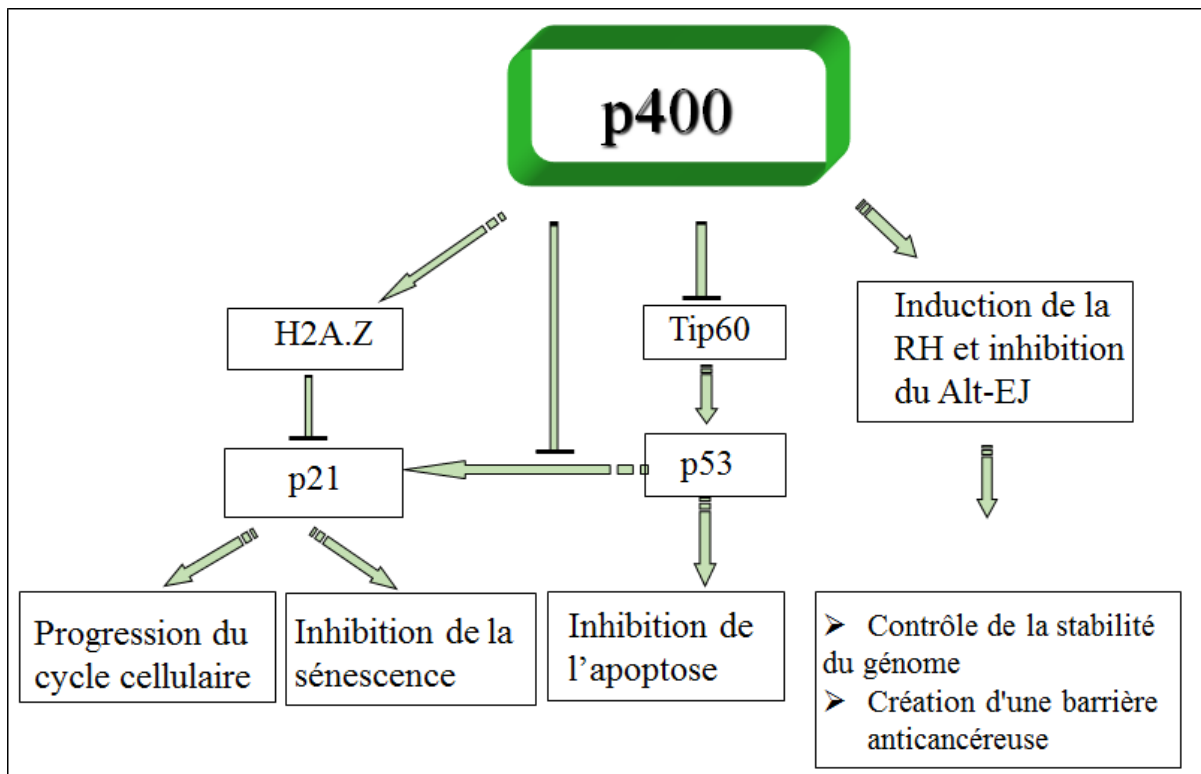 p400
H2A.Z
Tip60
Induction de la
RH et inhibition
du Alt-EJ
p21
p53
Progression du
cycle cellulaire
Inhibition de la
sénescence
Inhibition de
l’apoptose
➢ Contrôle de la stabilité
du génome
➢ Création d'une barrière
anticancéreuse